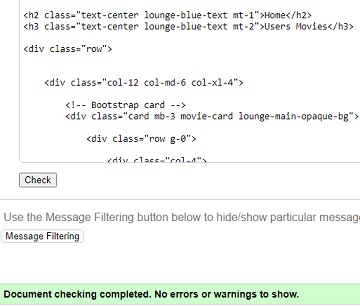 <h2 class="text-center lounge-blue-text mt-1">Home</h2>
<h3 class="text-center lounge-blue-text mt-2">Users Movies</h3>
<div class="row">
<div class="col-12 col-md-6 col-xl-4">
<!-- Bootstrap card -->
<div class="card mb-3 movie-card lounge-main-opaque-bg">
<div class="row g-0">
<div class="col-4">
Check
Use the Message Filtering button below to hide/show particular messag
Message Filtering
Document checking completed. No errors or warnings to show.